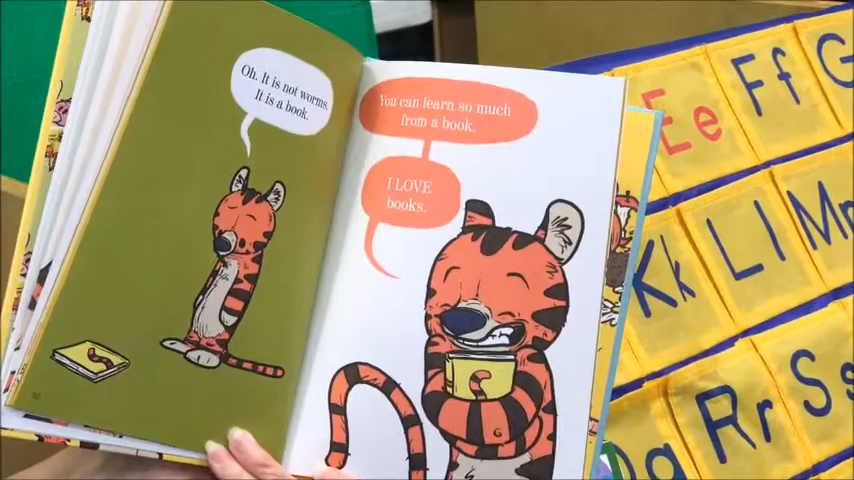 Oh. It is not worms.
It is a book.
You can learn so much
from a book.
I LOVE
books.
Ee
Ff
G
Kk
Ll
Mm
Qq
Rr
Ss